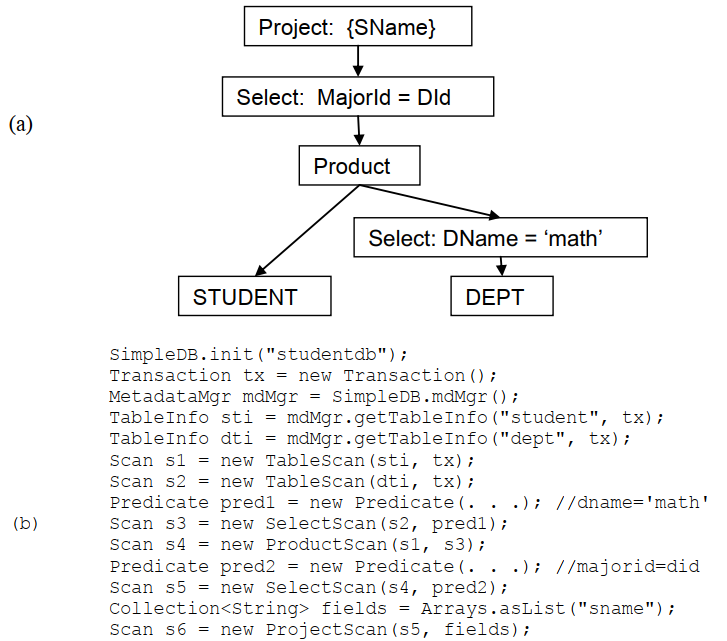 Project: {SName}
Select: MajorId = DId
(a)
Product
Select: DName = ‘math’
STUDENT
DEPT
SimpleDB.init("studentdb");
Transaction tx = new Transaction();
MetadataMgr mdMgr = SimpleDB.mdMgr();
TableInfo sti = mdMgr.getTableInfo("student", tx);
TableInfo dti = mdMgr.getTableInfo("dept", tx);
Scan s1 = new TableScan(sti, tx);
Scan s2 = new TableScan(dti, tx);
Predicate pred1 = new Predicate(. . .); //dname='math'
(b)
Scan s3 = new SelectScan(s2, pred1);
Scan s4 = new ProductScan(s1, s3);
Predicate pred2 = new Predicate(. . .); //majorid=did
Scan s5 = new SelectScan(s4, pred2);
Collection<String> fields = Arrays.asList("sname");
Scan s6 = new ProjectScan(s5, fields);